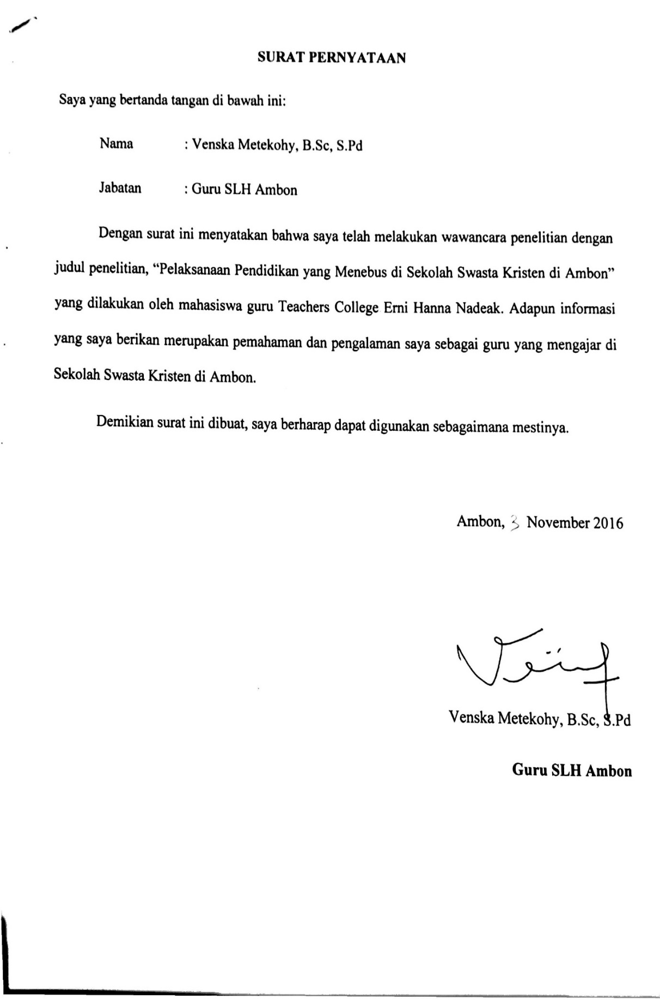 SURAT PERNYATAAN
Saya yang bertanda tangan di bawah ini:
Nama : Venska Metekohy, B.Sc, S.Pd
Jabatan : Guru SLH Ambon
Dengan surat ini menyatakan bahwa saya telah melakukan wawancara penelitian dengan
judul penelitian, “Pelaksanaan Pendidikan yang Menebus di Sekolah Swasta Kristen di Ambon”
yang dilakukan oleh mahasiswa guru Teachers College Erni Hanna Nadeak. Adapun informasi
yang saya berikan merupakan pemahaman dan pengalaman saya sebagai guru yang mengajar di
Sekolah Swasta Kristen di Ambon.
Demikian surat ini dibuat, saya berharap dapat digunakan sebagaimana mestinya.
Ambon, 3 November 2016
Venska Metekohy, B.Sc, S.Pd
Guru SLH Ambon